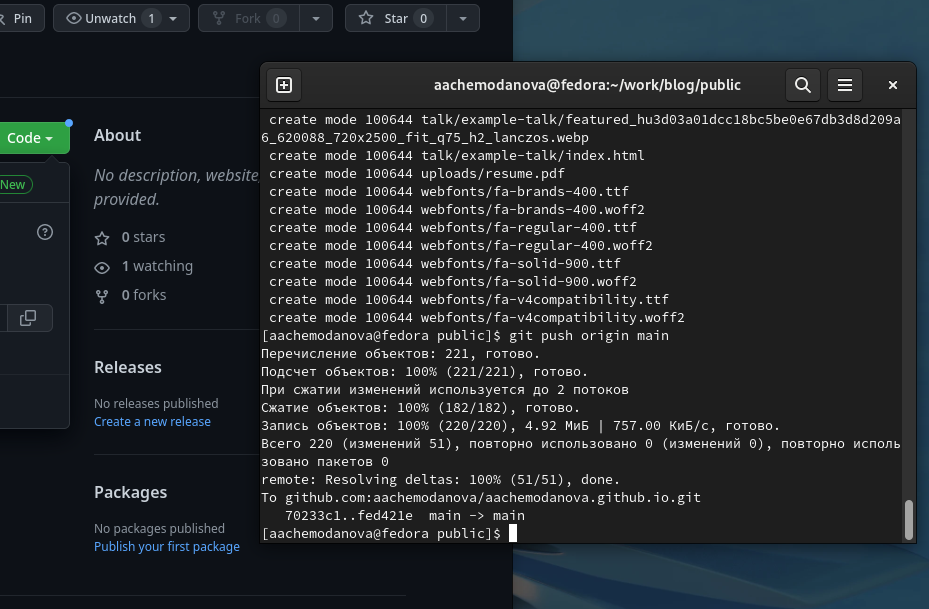 Pin
Unwatch 1
Fork 0
Star 0
Code
New
About
No description, website,
provided.
0 stars
1 watching
0 forks
Releases
No releases published
Create a new release
Packages
No packages published
Publish your first package
aachemodanova@fedora:~/work/blog/public
create mode 100644 talk/example-talk/featured_hu3d03a01dcc18bc5be0e67db3d8d209a
6_620088_720x2500_fit_q75_h2_lanczos.webp
create mode 100644 talk/example-talk/index.html
create mode 100644 uploads/resume.pdf
create mode 100644 webfonts/fa-brands-400.ttf
create mode 100644 webfonts/fa-brands-400.woff2
create mode 100644 webfonts/fa-regular-400.ttf
create mode 100644 webfonts/fa-regular-400.woff2
create mode 100644 webfonts/fa-solid-900.ttf
create mode 100644 webfonts/fa-solid-900.woff2
create mode 100644 webfonts/fa-v4compatibility.ttf
create mode 100644 webfonts/fa-v4compatibility.woff2
[aachemodanova@fedora public]$ git push origin main
Перечисление объектов: 221, готово.
Подсчет объектов: 100% (221/221), готово.
При сжатии изменений используется до 2 потоков
Сжатие объектов: 100% (182/182), готово.
Запись объектов: 100% (220/220), 4.92 МиБ | 757.00 КиБ/с, готово.
Всего 220 (изменений 51), повторно использовано 0 (изменений 0), повторно исполь
зовано пакетов 0
remote: Resolving deltas: 100% (51/51), done.
To github.com:aachemodanova/aachemodanova.github.io.git
70233c1..fed421e  main -> main
[aachemodanova@fedora public]$